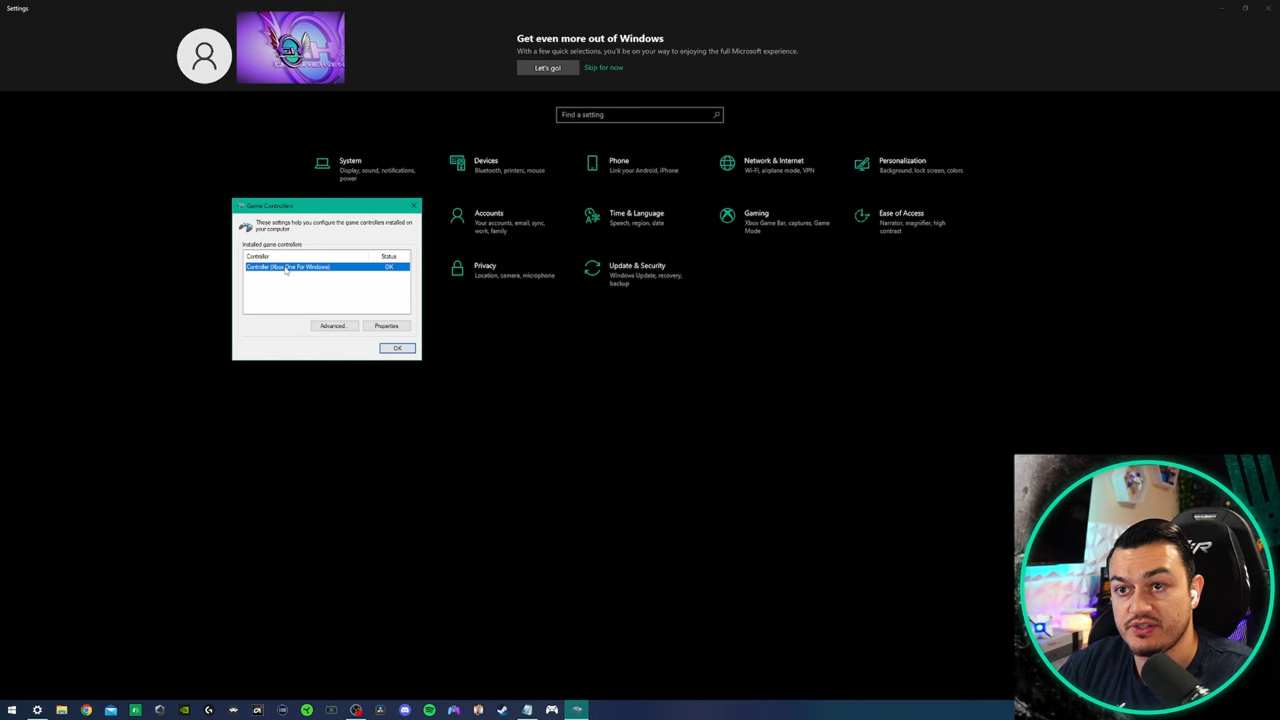 Settings
Get even more out of Windows
With a few quick selections, you'll be on your way to enjoying the full Microsoft experience.
Let's go!
Skip for now
Find a setting
System
Display, sound, notifications,
power
Devices
Bluetooth, printers, mouse
Phone
Link your Android, iPhone
Network & Internet
Wi-Fi, airplane mode, VPN
Personalization
Background, lock screen, colors
Accounts
Your accounts, email, sync,
work, family
Time & Language
Speech, region, date
Gaming
Xbox Game Bar, captures, Game
Mode
Ease of Access
Narrator, magnifier, high
contrast
Privacy
Location, camera, microphone
Update & Security
Windows Update, recovery,
backup
Game Controllers
These settings help you configure the game controllers installed on
your computer.
Installed game controllers
Controller
Status
Controller (Xbox One For Windows)
OK
Advanced...
Properties
OK